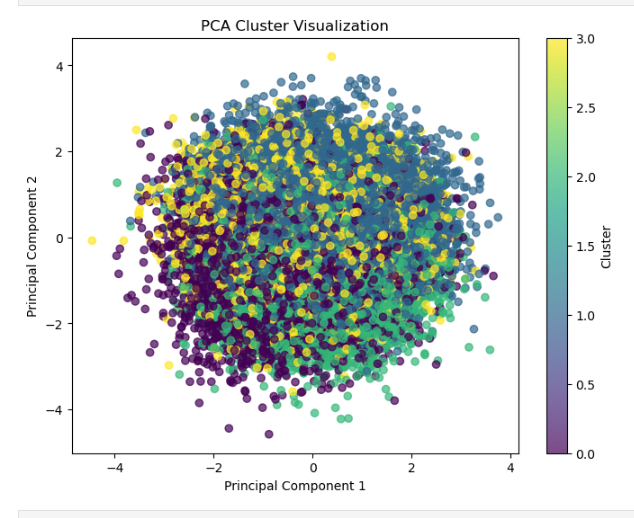 PCA Cluster Visualization
4
2
0
−2
−4
Principal Component 2
−4 −2 0 2 4
Principal Component 1
3.0
2.5
2.0
1.5
1.0
0.5
0.0
Cluster